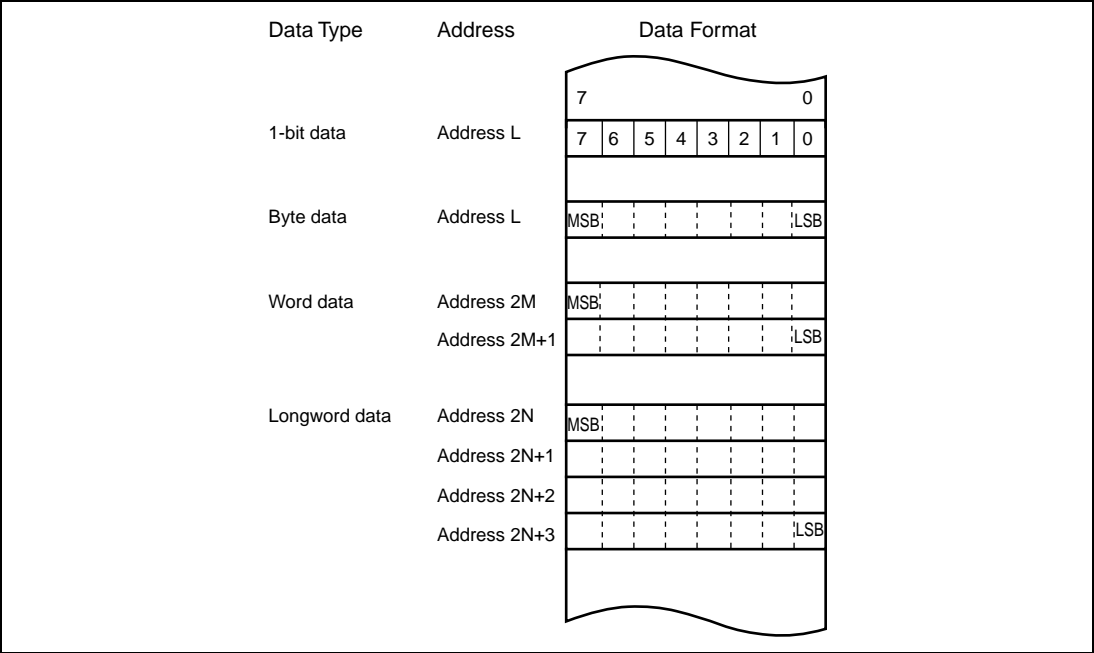 Data Type Address Data Format
7 0
1-bit data Address L 7 6 5 4 3 2 1 0
Byte data Address L MSB LSB
Word data Address 2M MSB
Address 2M+1 LSB
Longword data Address 2N MSB
Address 2N+1
Address 2N+2
Address 2N+3 LSB